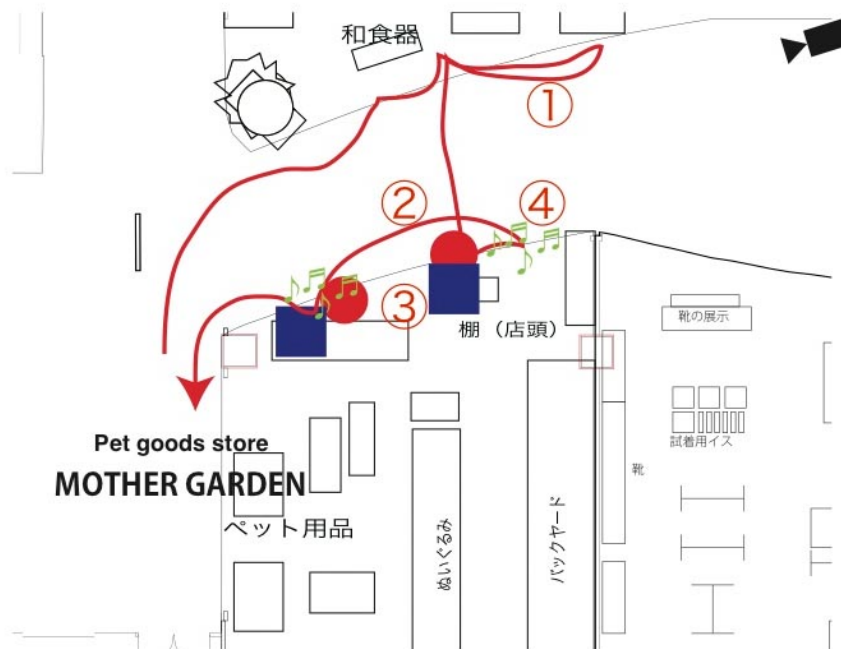 和食器
①
②
④
③
棚（店頭）
靴の展示
試着用イス
靴
Pet goods store
MOTHER GARDEN
ペット用品
ぬいぐるみ
バックヤード